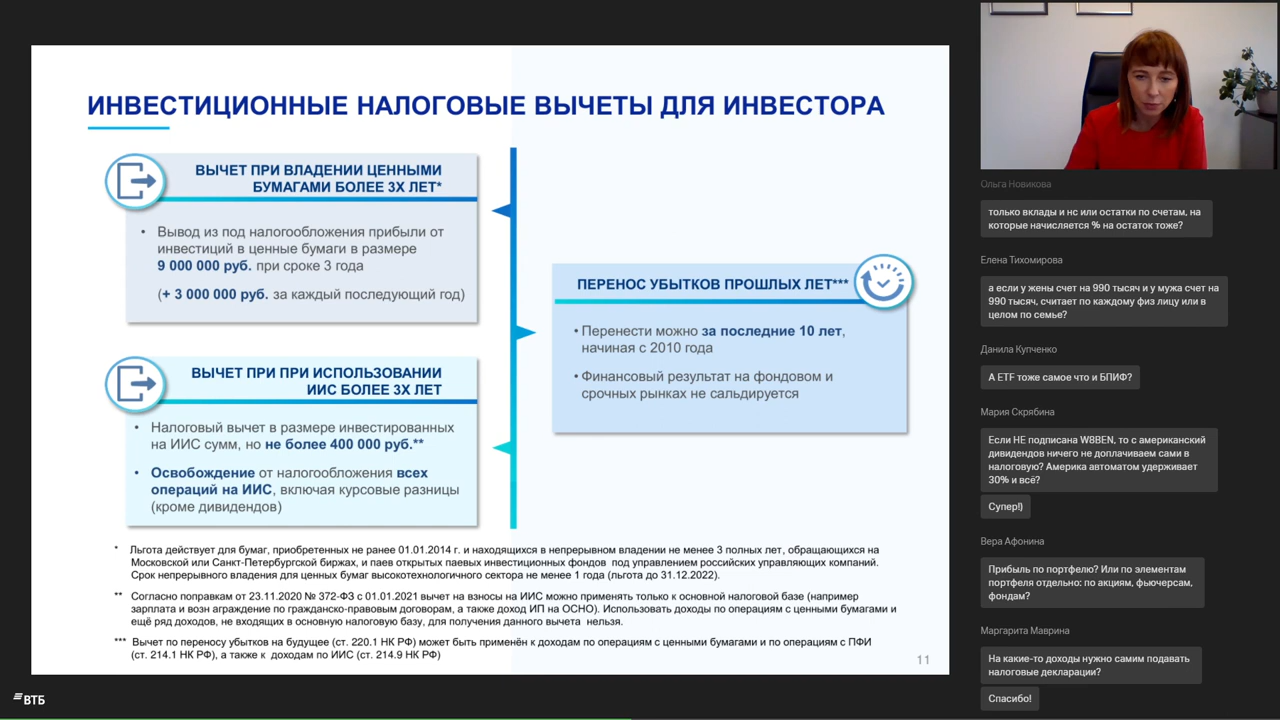 ИНВЕСТИЦИОННЫЕ НАЛОГОВЫЕ ВЫЧЕТЫ ДЛЯ ИНВЕСТОРА
ВЫЧЕТ ПРИ ВЛАДЕНИИ ЦЕННЫМИ
БУМАГАМИ БОЛЕЕ 3Х ЛЕТ*
• Вывод из под налогообложения прибыли от
инвестиций в ценные бумаги в размере
9 000 000 руб. при сроке 3 года
(+ 3 000 000 руб. за каждый последующий год)
ВЫЧЕТ ПРИ ПРИ ИСПОЛЬЗОВАНИИ
ИИС БОЛЕЕ 3Х ЛЕТ
• Налоговый вычет в размере инвестированных
на ИИС сумм, но не более 400 000 руб.**
• Освобождение от налогообложения всех
операций на ИИС, включая курсовые разницы
(кроме дивидендов)
ПЕРЕНОС УБЫТКОВ ПРОШЛЫХ ЛЕТ***
• Перенести можно за последние 10 лет,
начиная с 2010 года
• Финансовый результат на фондовом и
срочных рынках не сальдируется
* Льгота действует для бумаг, приобретенных не ранее 01.01.2014 г. и находящихся в непрерывном владении не менее 3 полных лет, обращающихся на
Московской или Санкт-Петербургской биржах, и паев открытых паевых инвестиционных фондов под управлением российских управляющих компаний.
Срок непрерывного владения для ценных бумаг высокотехнологичного сектора не менее 1 года (льгота до 31.12.2022).
** Согласно поправкам от 23.11.2020 № 372-ФЗ с 01.01.2021 вычет на взносы на ИИС можно применять только к основной налоговой базе (например
зарплата и возн аграждение по гражданско-правовым договорам, а также доход ИП на ОСНО). Использовать доходы по операциям с ценными бумагами и
ещё ряд доходов, не входящих в основную налоговую базу, для получения данного вычета нельзя.
*** Вычет по переносу убытков на будущее (ст. 220.1 НК РФ) может быть применён к доходам по операциям с ценными бумагами и по операциям с ПФИ
(ст. 214.1 НК РФ), а также к доходам по ИИС (ст. 214.9 НК РФ)
11
ВТБ
Ольга Новикова
только вклады и нс или остатки по счетам, на
которые начисляется % на остаток тоже?
Елена Тихомирова
а если у жены счет на 990 тысяч и у мужа счет на
990 тысяч, считает по каждому физ лицу или в
целом по семье?
Данила Купченко
А ETF тоже самое что и БПИФ?
Мария Скрябина
Если НЕ подписана W8BEN, то с американский
дивидендов ничего не доплачиваем сами в
налоговую? Америка автоматом удерживает
30% и всё?
Супер!)
Вера Афонина
Прибыль по портфелю? Или по элементам
портфеля отдельно: по акциям, фьючерсам,
фондам?
Маргарита Маврина
На какие-то доходы нужно самим подавать
налоговые декларации?
Спасибо!